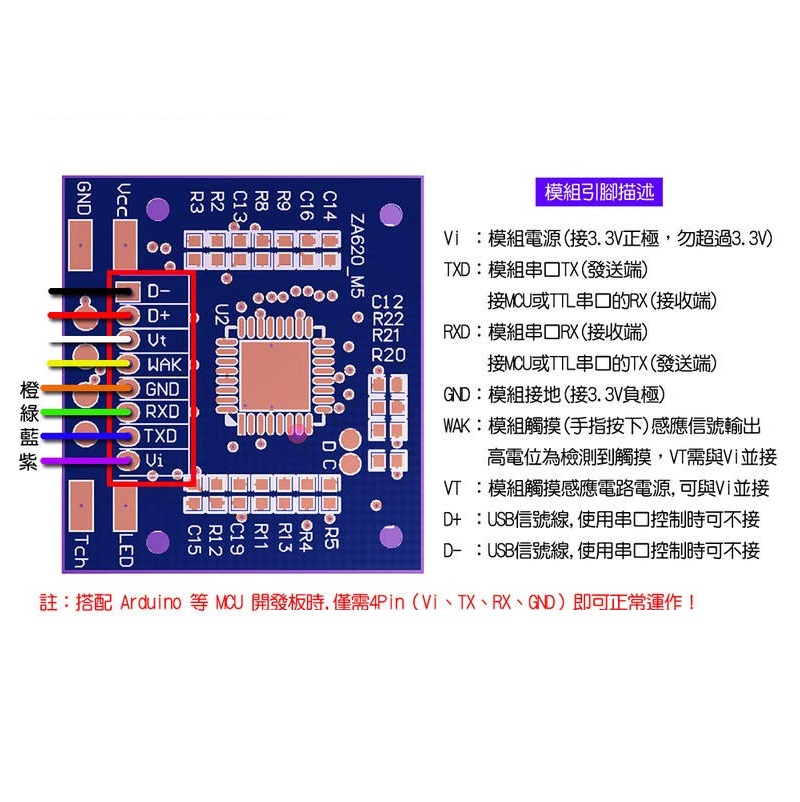 模組引腳描述
GND
Vcc
R3
R2
C13
R8
R9
C16
C14
ZA620_M5
U2
C12
R22
R21
R20
D-
D+
Vt
WAK
GND
RXD
TXD
Vi
橙
綠
藍
紫
D C
Tch
LED
C15
R12
C19
R11
R13
R4
R5
Vi :模組電源(接3.3V正極,勿超過3.3V)
TXD:模組串口TX(發送端)
接MCU或TTL串口的RX(接收端)
RXD:模組串口RX(接收端)
接MCU或TTL串口的TX(發送端)
GND:模組接地(接3.3V負極)
WAK:模組觸摸(手指按下)感應信號輸出
高電位為檢測到觸摸,VT需與Vi並接
VT :模組觸摸感應電路電源,可與Vi並接
D+ :USB信號線,使用串口控制時可不接
D- :USB信號線,使用串口控制時可不接
註:搭配 Arduino 等 MCU 開發板時,僅需4Pin(Vi、TX、RX、GND)即可正常運作!